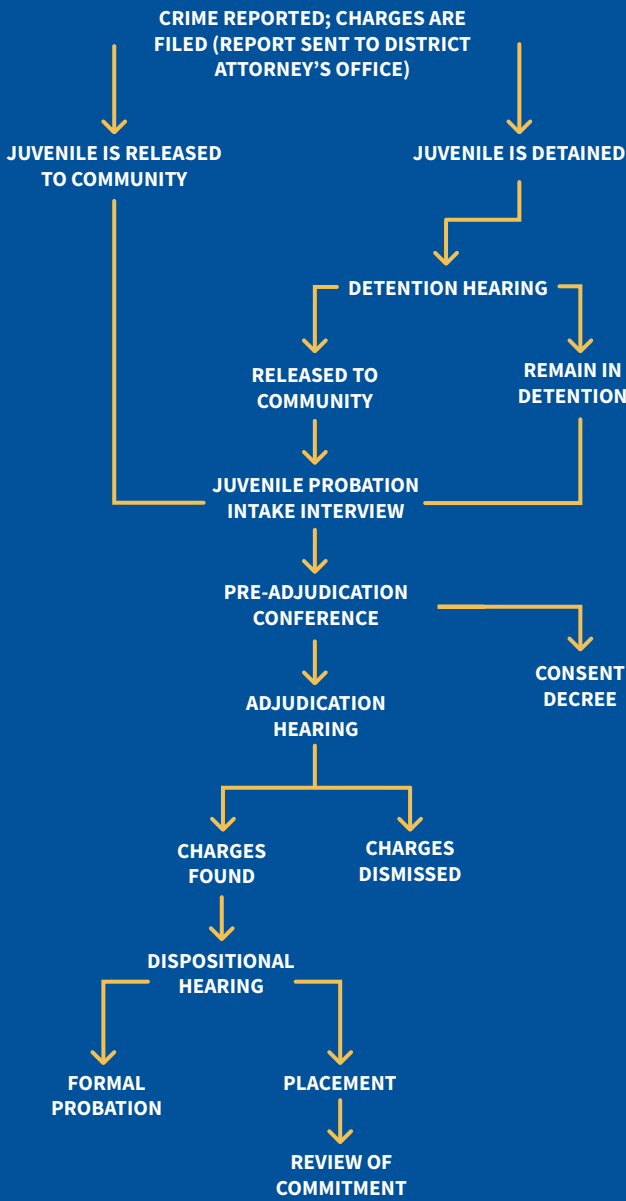 CRIME REPORTED; CHARGES ARE
FILED (REPORT SENT TO DISTRICT
ATTORNEY’S OFFICE)
JUVENILE IS RELEASED
TO COMMUNITY
JUVENILE IS DETAINED
DETENTION HEARING
RELEASED TO
COMMUNITY
REMAIN IN
DETENTION
JUVENILE PROBATION
INTAKE INTERVIEW
PRE-ADJUDICATION
CONFERENCE
CONSENT
DECREE
ADJUDICATION
HEARING
CHARGES
FOUND
CHARGES
DISMISSED
DISPOSITIONAL
HEARING
FORMAL
PROBATION
PLACEMENT
REVIEW OF
COMMITMENT